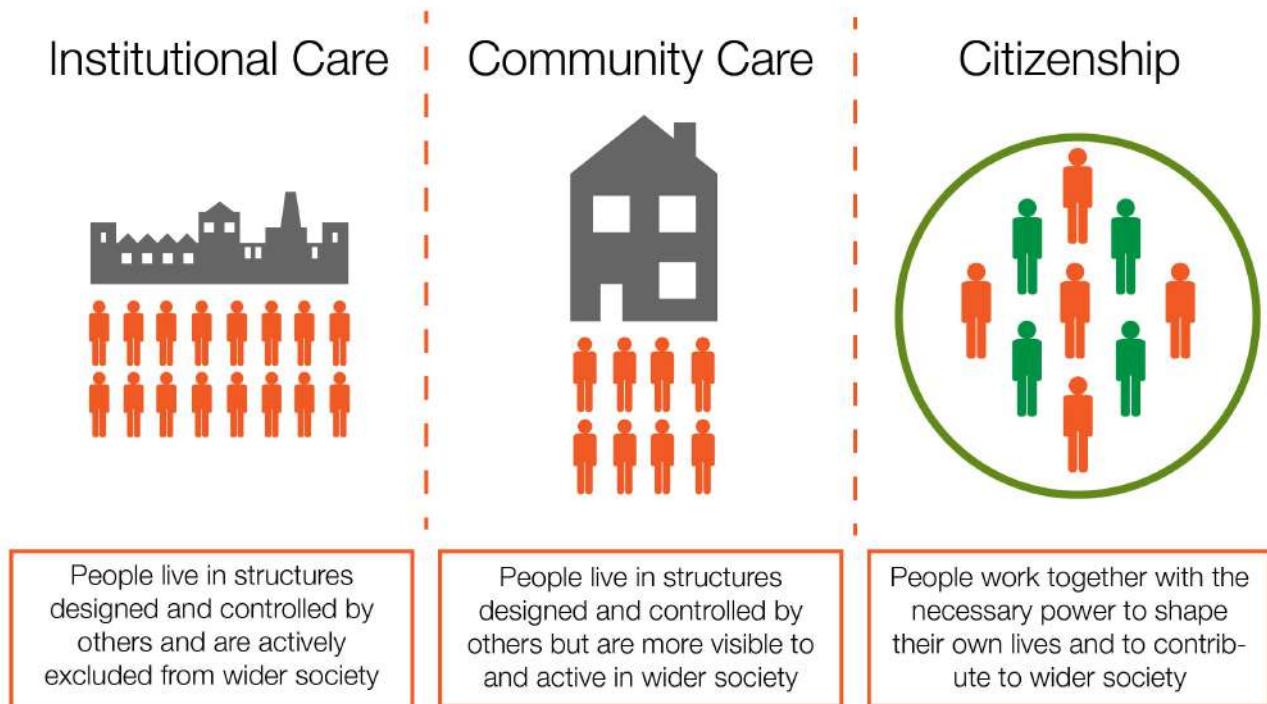 Institutional Care
Community Care
Citizenship
People live in structures
designed and controlled by
others and are actively
excluded from wider society
People live in structures
designed and controlled by
others but are more visible to
and active in wider society
People work together with the
necessary power to shape
their own lives and to contrib-
ute to wider society